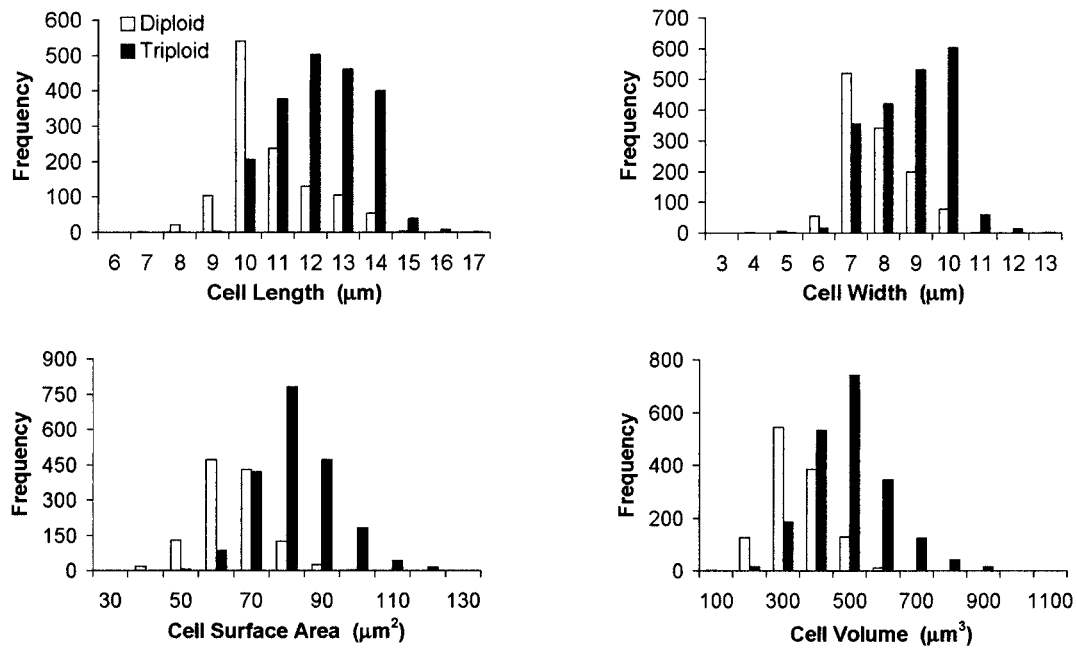 600
500
400
300
200
100
0
Frequency
Diploid
Triploid
6 7 8 9 10 11 12 13 14 15 16 17
Cell Length (μm)
700
600
500
400
300
200
100
0
Frequency
3 4 5 6 7 8 9 10 11 12 13
Cell Width (μm)
900
750
600
450
300
150
0
Frequency
30 50 70 90 110 130
Cell Surface Area (μm²)
800
600
400
200
0
Frequency
100 300 500 700 900 1100
Cell Volume (μm³)